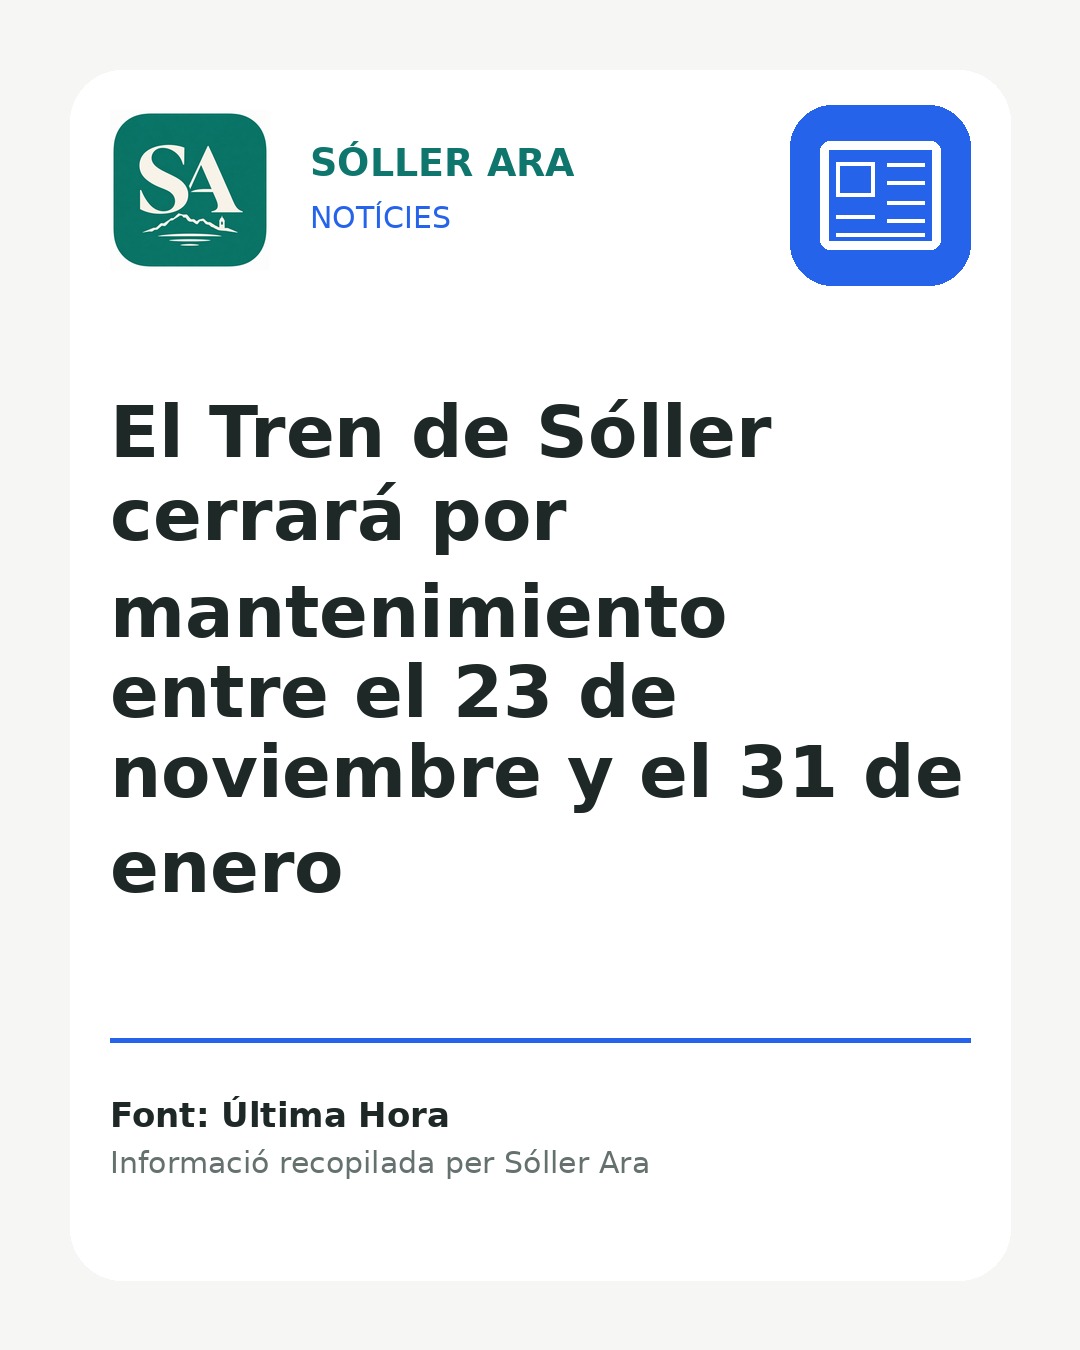 SA
SÓLLER ARA
NOTÍCIES
El Tren de Sóller
cerrará por
mantenimiento
entre el 23 de
noviembre y el 31 de
enero
Font: Última Hora
Informació recopilada per Sóller Ara